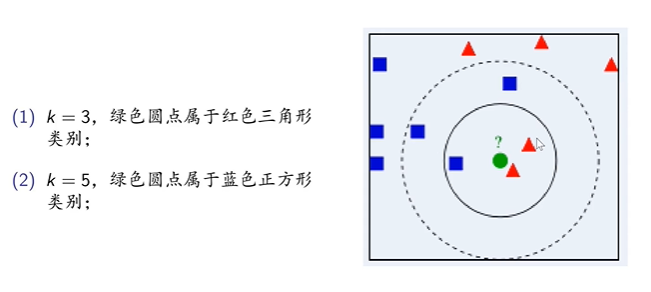 (1) k = 3，绿色圆点属于红色三角形
类别；
(2) k = 5，绿色圆点属于蓝色正方形
类别；
?